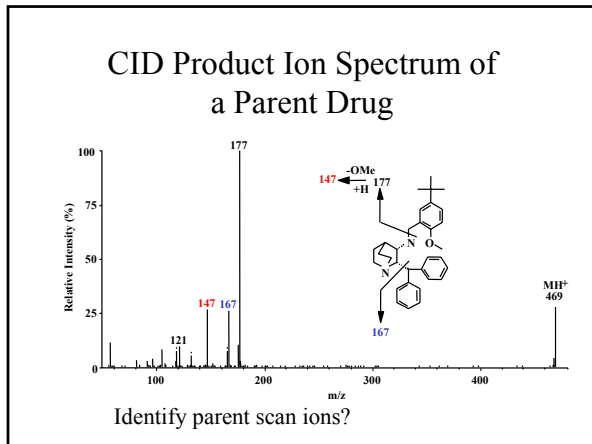 CID Product Ion Spectrum of
a Parent Drug
Relative Intensity (%)
100
75
50
25
0
177
147
167
121
-OMe
147 177
+H
N
O
N
167
MH+
469
100
200
300
400
m/z
Identify parent scan ions?